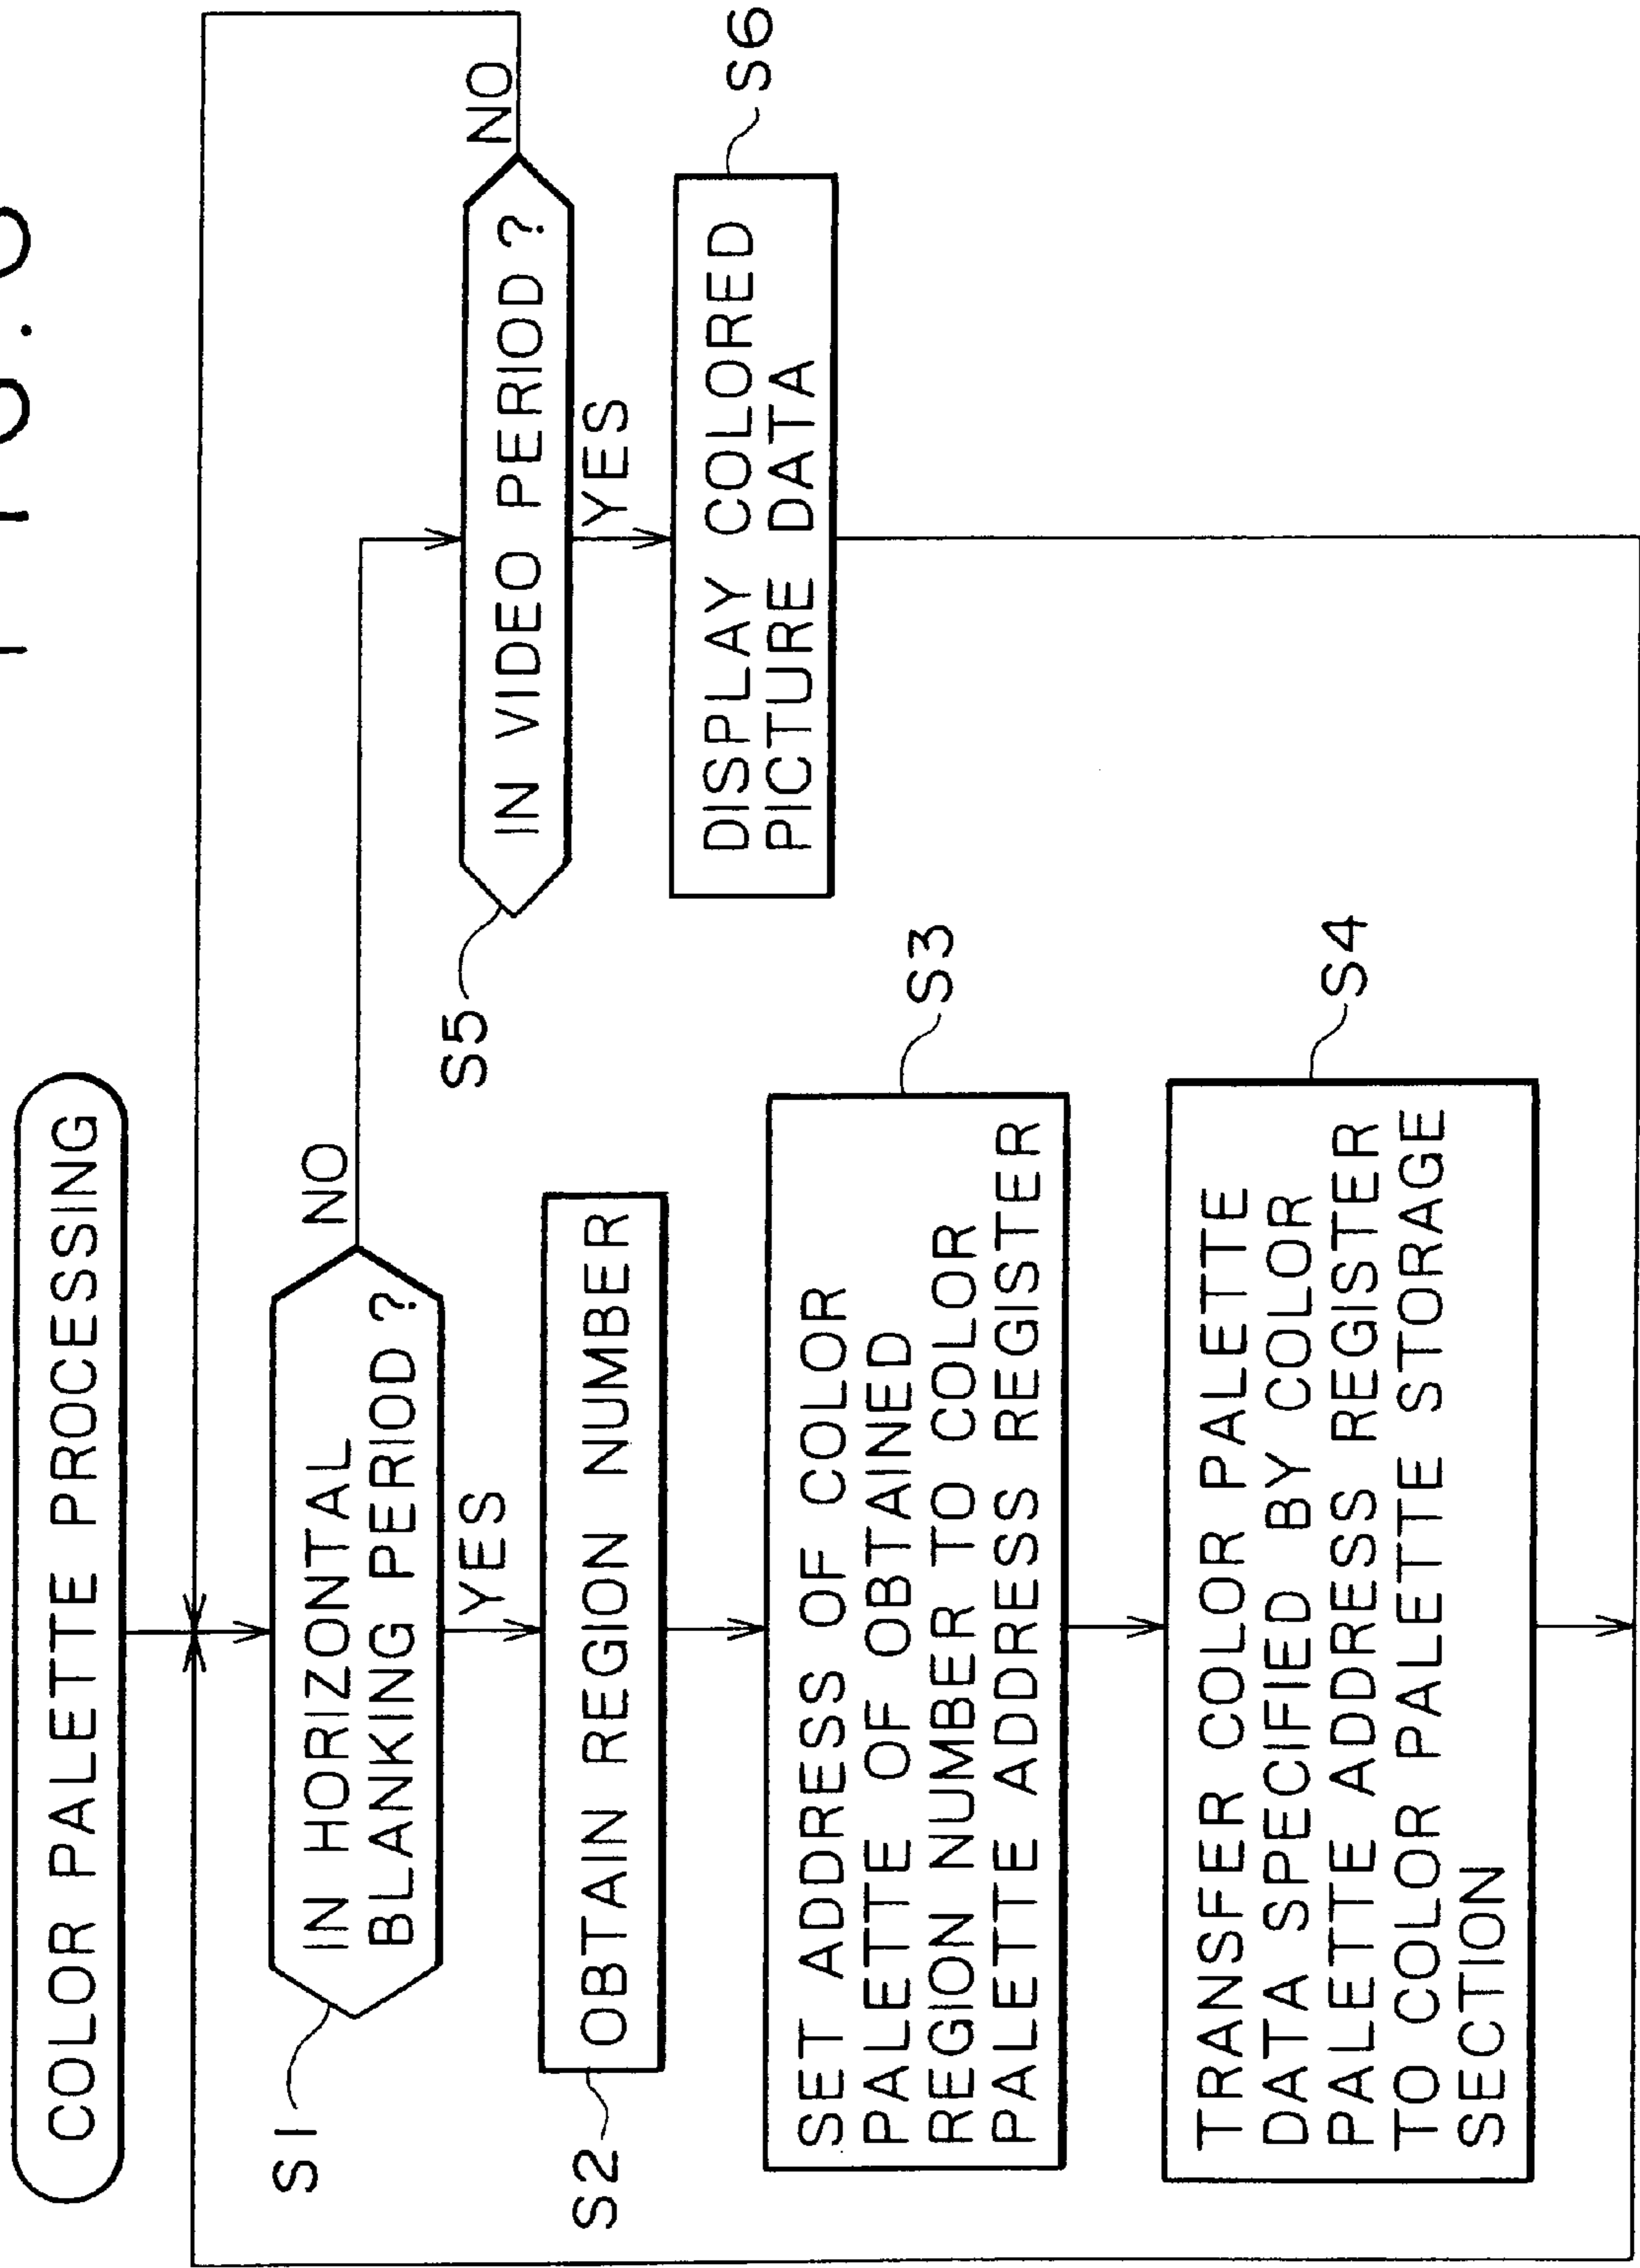 COLOR PALETTE PROCESSING
S1
IN HORIZONTAL
BLANKING PERIOD ?
NO
YES
S2
OBTAIN REGION NUMBER
S3
SET ADDRESS OF COLOR
PALETTE OF OBTAINED
REGION NUMBER TO COLOR
PALETTE ADDRESS REGISTER
S4
TRANSFER COLOR PALETTE
DATA SPECIFIED BY COLOR
PALETTE ADDRESS REGISTER
TO COLOR PALETTE STORAGE
SECTION
S5
IN VIDEO PERIOD ?
NO
YES
S6
DISPLAY COLORED
PICTURE DATA